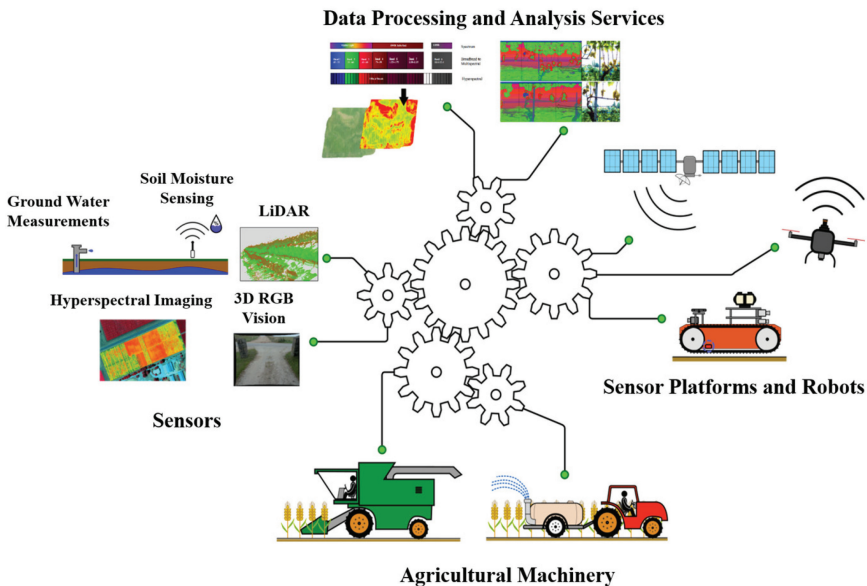 Data Processing and Analysis Services
Soil Moisture
Sensing
Ground Water
Measurements
LiDAR
Hyperspectral Imaging
3D RGB
Vision
Sensors
Sensor Platforms and Robots
Agricultural Machinery